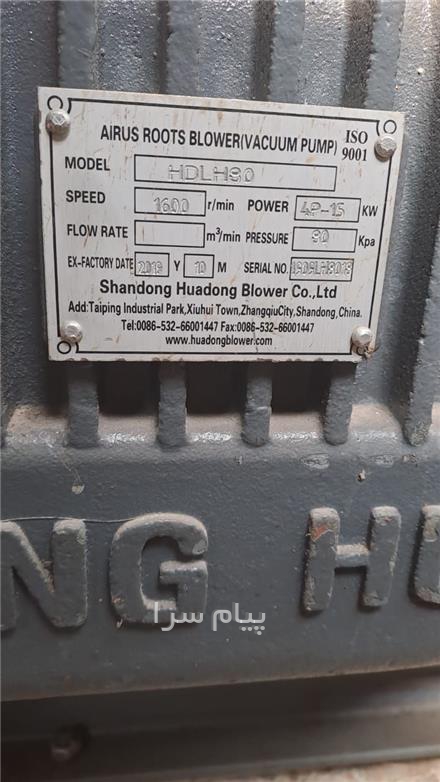 AIRUS ROOTS BLOWER(VACUUM PUMP) ISO 9001
MODEL HDLH80
SPEED 1600 r/min POWER 4P-15 KW
FLOW RATE m³/min PRESSURE 80 Kpa
EX-FACTORY DATE 2019 Y 10 M SERIAL NO.
Shandong Huadong Blower Co.,Ltd
Add:Taiping Industrial Park,Xiuhui Town,ZhangqiuCity,Shandong,China.
Tel:0086-532-66001447 Fax:0086-532-66001447
www.huadongblower.com
NG HU
پیام سرا